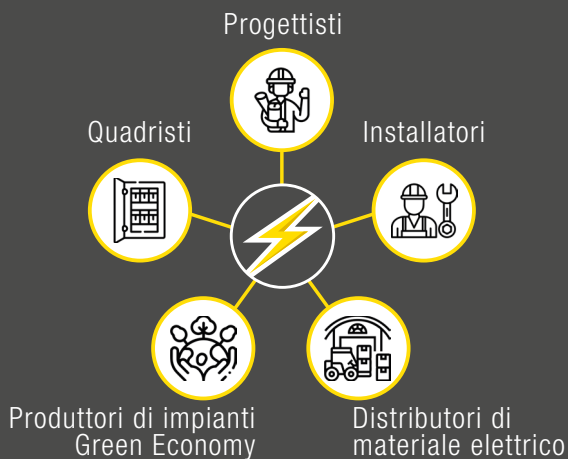 Progettisti
Quadristi
Installatori
Produttori di impianti
Green Economy
Distributori di
materiale elettrico